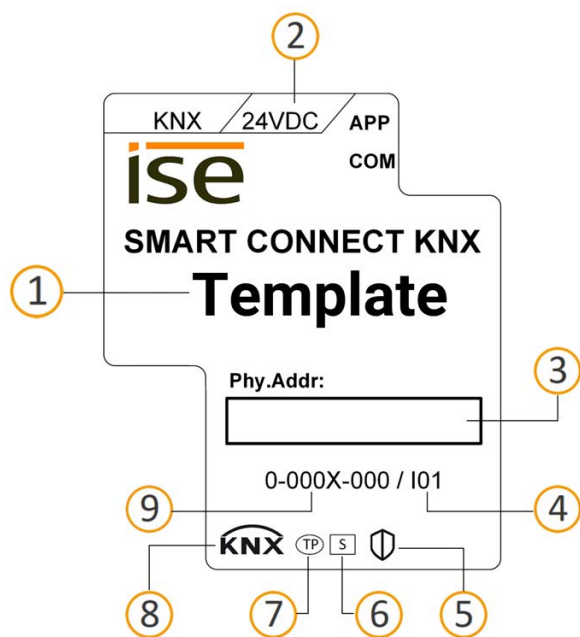 2
KNX 24VDC APP
COM
ise
SMART CONNECT KNX
1
Template
Phy.Addr:
3
0-000X-000 / I01
9
4
KNX TP S
8
7
6
5